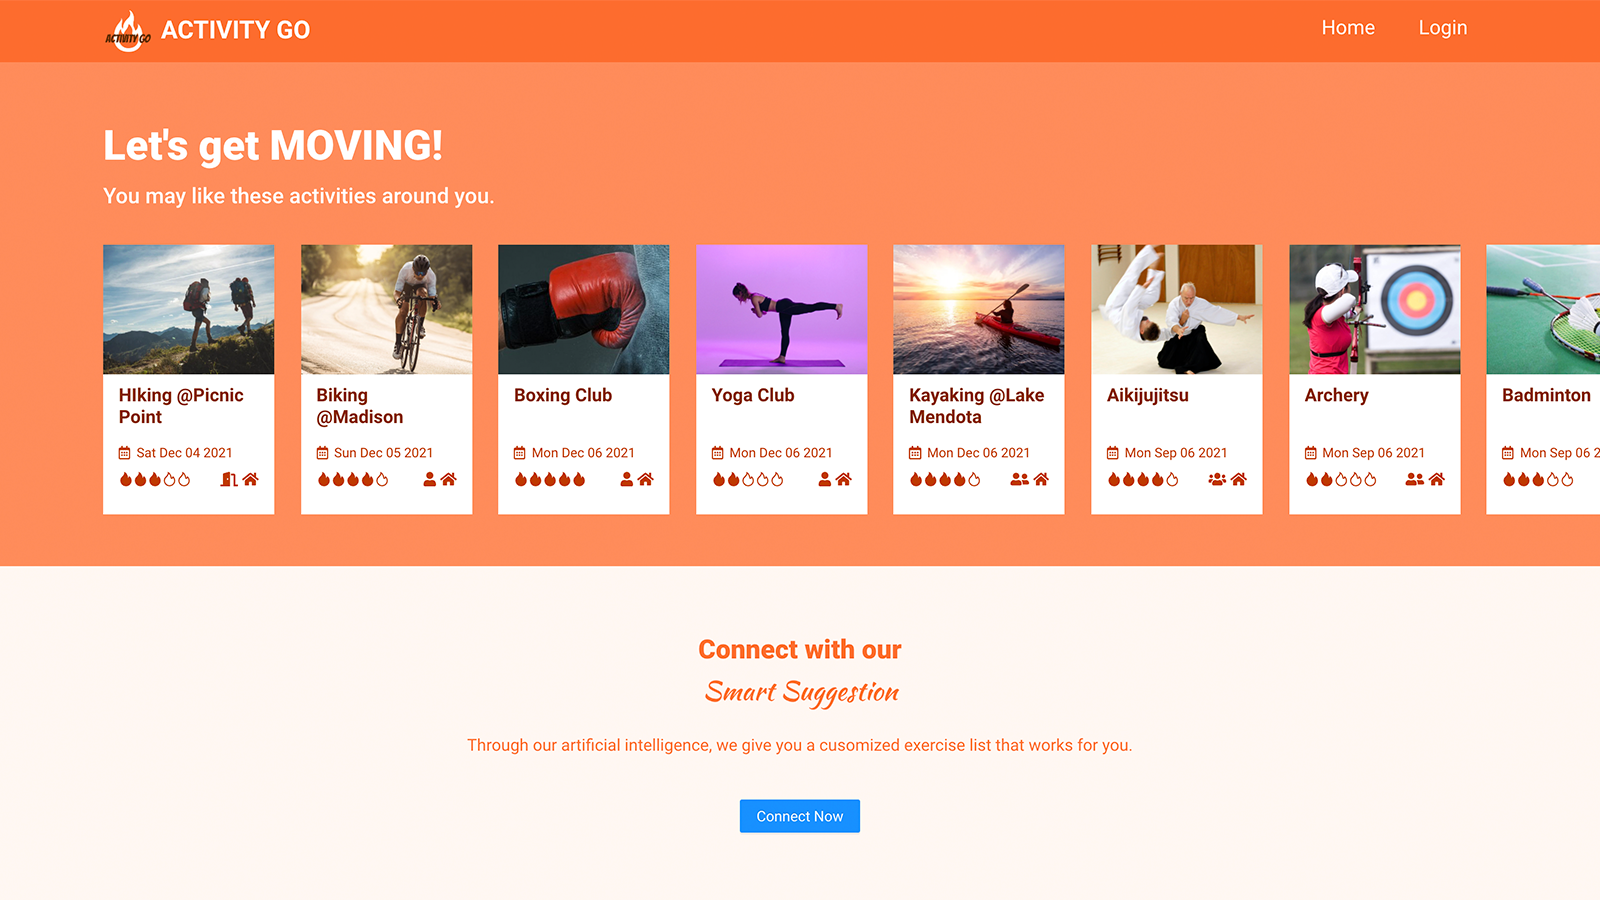 ACTIVITY GO
ACTIVITY GO
Home
Login
Let's get MOVING!
You may like these activities around you.
HIking @Picnic
Point
Sat Dec 04 2021
Biking
@Madison
Sun Dec 05 2021
Boxing Club
Mon Dec 06 2021
Yoga Club
Mon Dec 06 2021
Kayaking @Lake
Mendota
Mon Dec 06 2021
Aikijujitsu
Mon Sep 06 2021
Archery
Mon Sep 06 2021
Badminton
Mon Sep 06 2
Connect with our
Smart Suggestion
Through our artificial intelligence, we give you a cusomized exercise list that works for you.
Connect Now